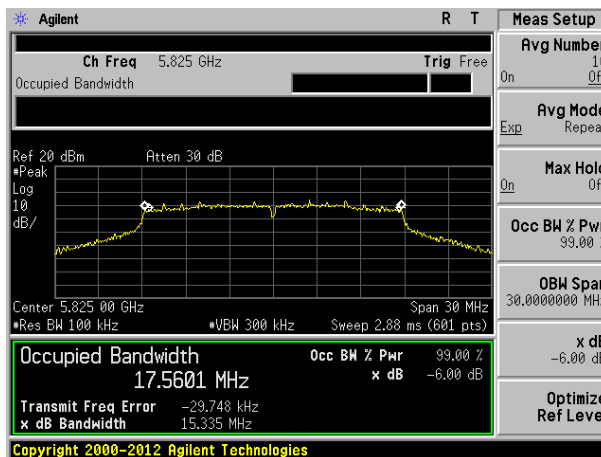 Agilent R T Meas Setup
Ch Freq 5.825 GHz Trig Free
Occupied Bandwidth
Ref 20 dBm Atten 30 dB
#Peak
Log
10
dB/
Center 5.825 00 GHz Span 30 MHz
#Res BW 100 kHz #VBW 300 kHz Sweep 2.88 ms (601 pts)
Occupied Bandwidth Occ BW % Pwr 99.00 %
17.5601 MHz x dB -6.00 dB
Transmit Freq Error -29.748 kHz
x dB Bandwidth 15.335 MHz
Copyright 2000-2012 Agilent Technologies
Avg Number
On
Avg Mode
Exp Repea
Max Hold
On
Occ BW % Pwr
99.00
OBW Span
30.0000000 MHz
x dB
-6.00 dB
Optimize
Ref Level